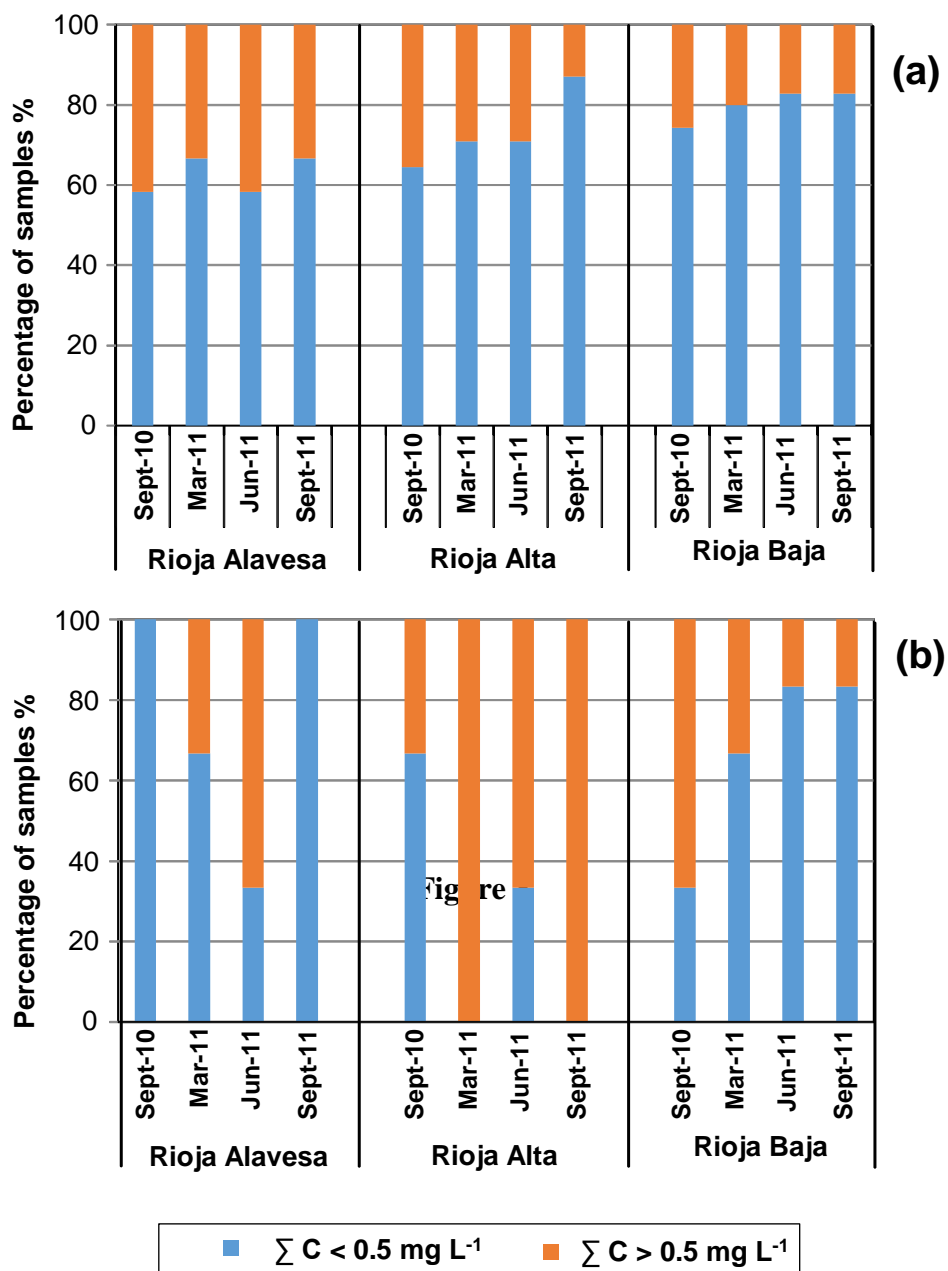 (a)
Percentage of samples %
100
80
60
40
20
0
Sept-10
Mar-11
Jun-11
Sept-11
Sept-10
Mar-11
Jun-11
Sept-11
Sept-10
Mar-11
Jun-11
Sept-11
Rioja Alavesa
Rioja Alta
Rioja Baja
(b)
Percentage of samples %
100
80
60
40
20
0
Figure
Sept-10
Mar-11
Jun-11
Sept-11
Sept-10
Mar-11
Jun-11
Sept-11
Sept-10
Mar-11
Jun-11
Sept-11
Rioja Alavesa
Rioja Alta
Rioja Baja
∑ C < 0.5 mg L⁻¹ ∑ C > 0.5 mg L⁻¹